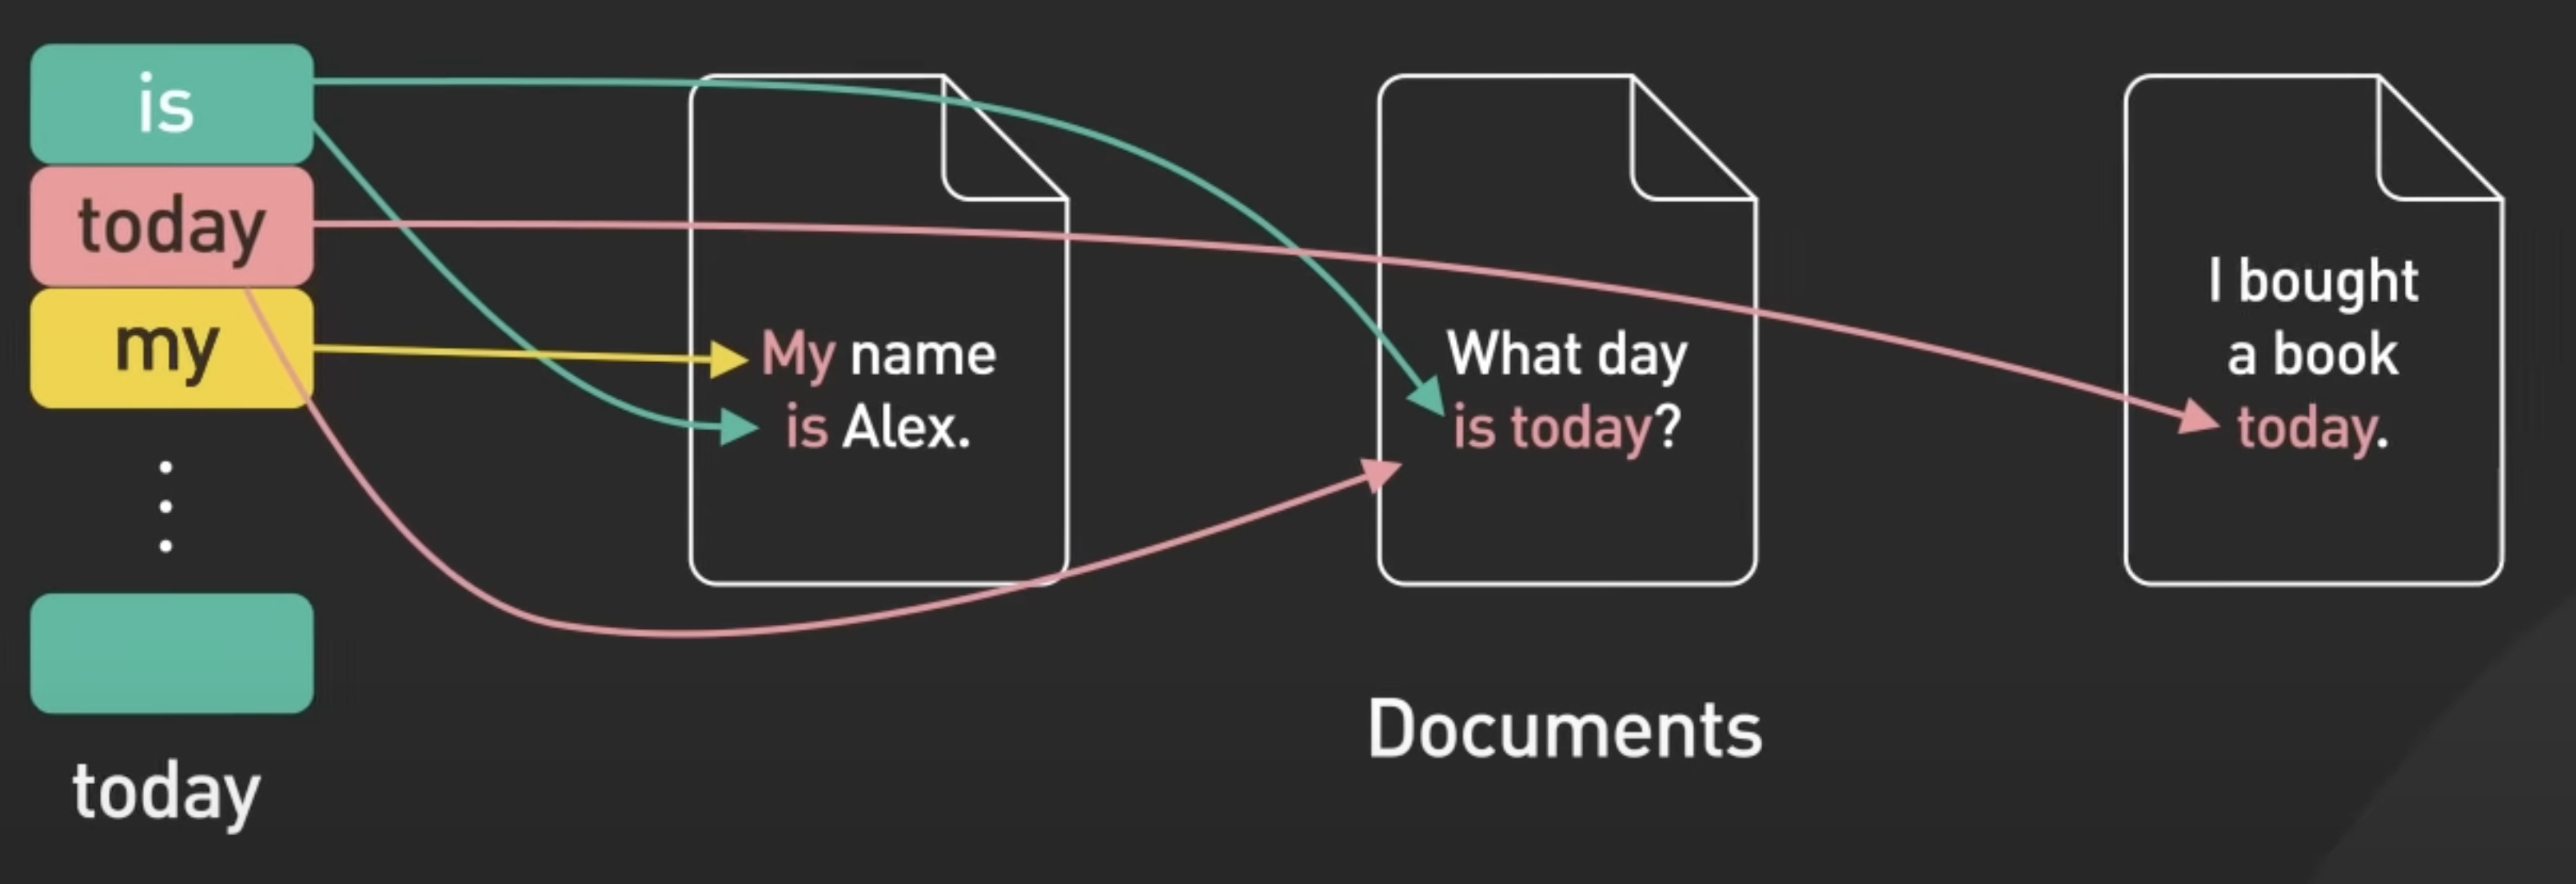 is
today
my
today
My name
is Alex.
What day
is today?
I bought
a book
today.
Documents